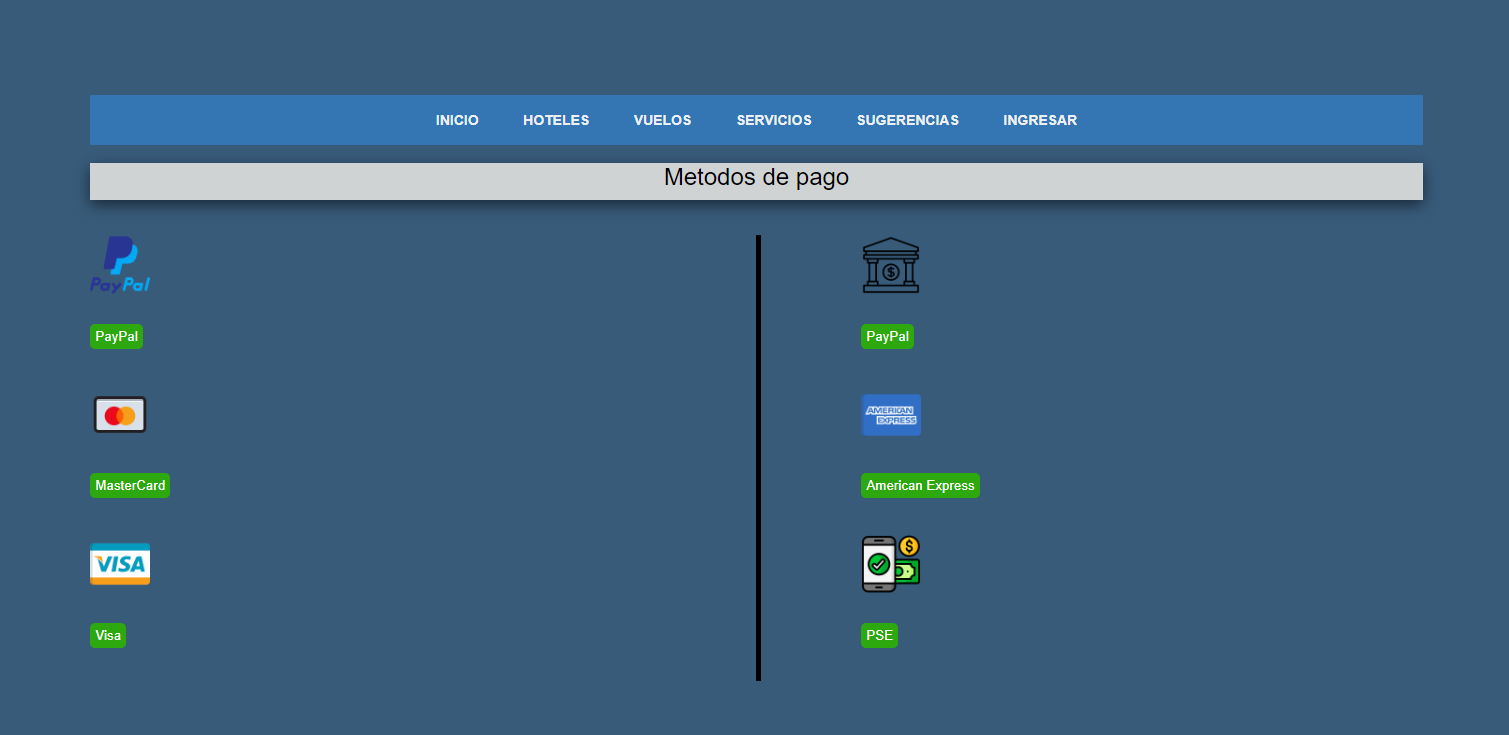 INICIO HOTELES VUELOS SERVICIOS SUGERENCIAS INGRESAR
Metodos de pago
PayPal
PayPal
MasterCard
VISA
Visa
$
PayPal
AMERICAN
EXPRESS
American Express
$
PSE